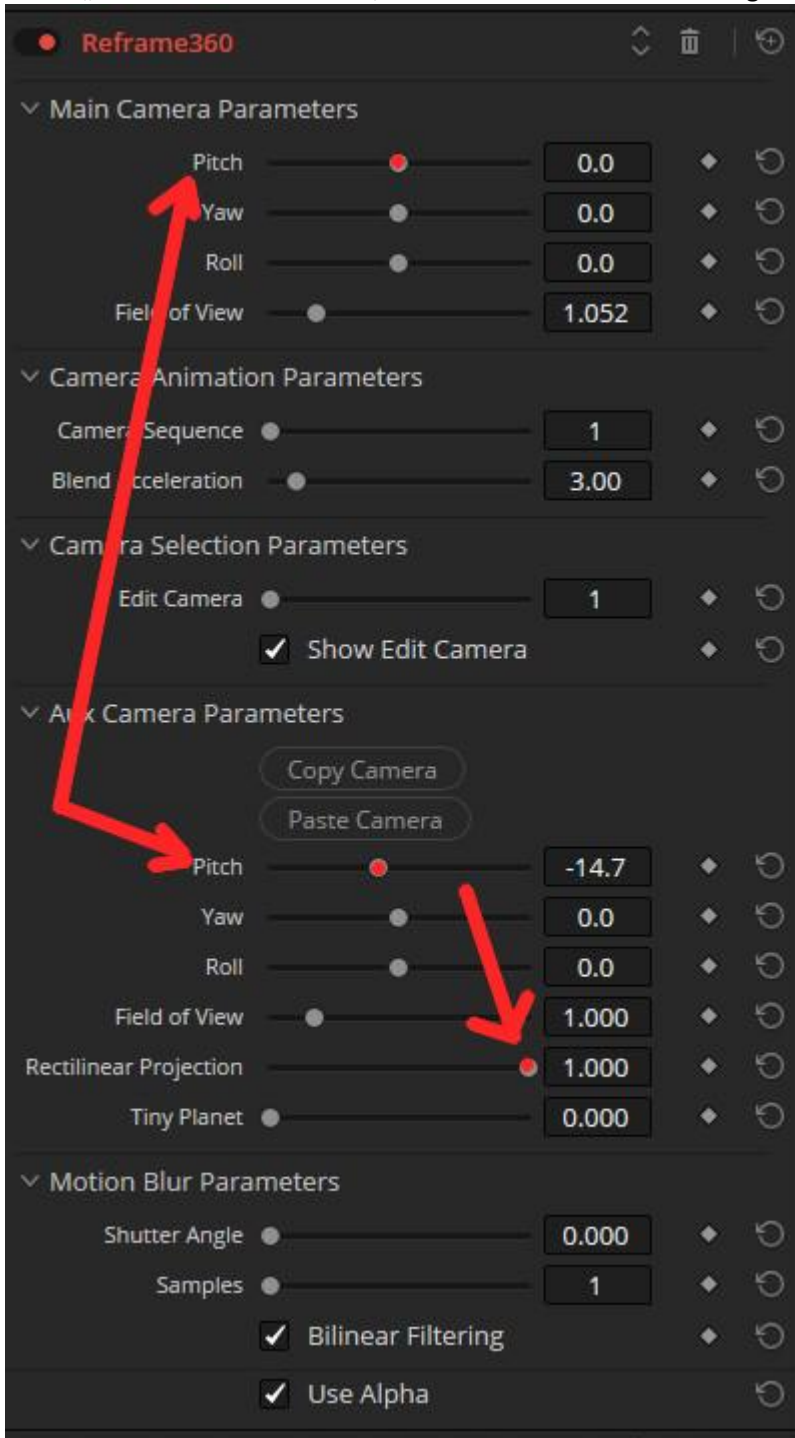 Reframe360
Main Camera Parameters
Pitch 0.0
Yaw 0.0
Roll 0.0
Field of View 1.052
Camera Animation Parameters
Camera Sequence 1
Blend Acceleration 3.00
Camera Selection Parameters
Edit Camera 1
Show Edit Camera
Aux Camera Parameters
Copy Camera
Paste Camera
Pitch -14.7
Yaw 0.0
Roll 0.0
Field of View 1.000
Rectilinear Projection 1.000
Tiny Planet 0.000
Motion Blur Parameters
Shutter Angle 0.000
Samples 1
Bilinear Filtering
Use Alpha